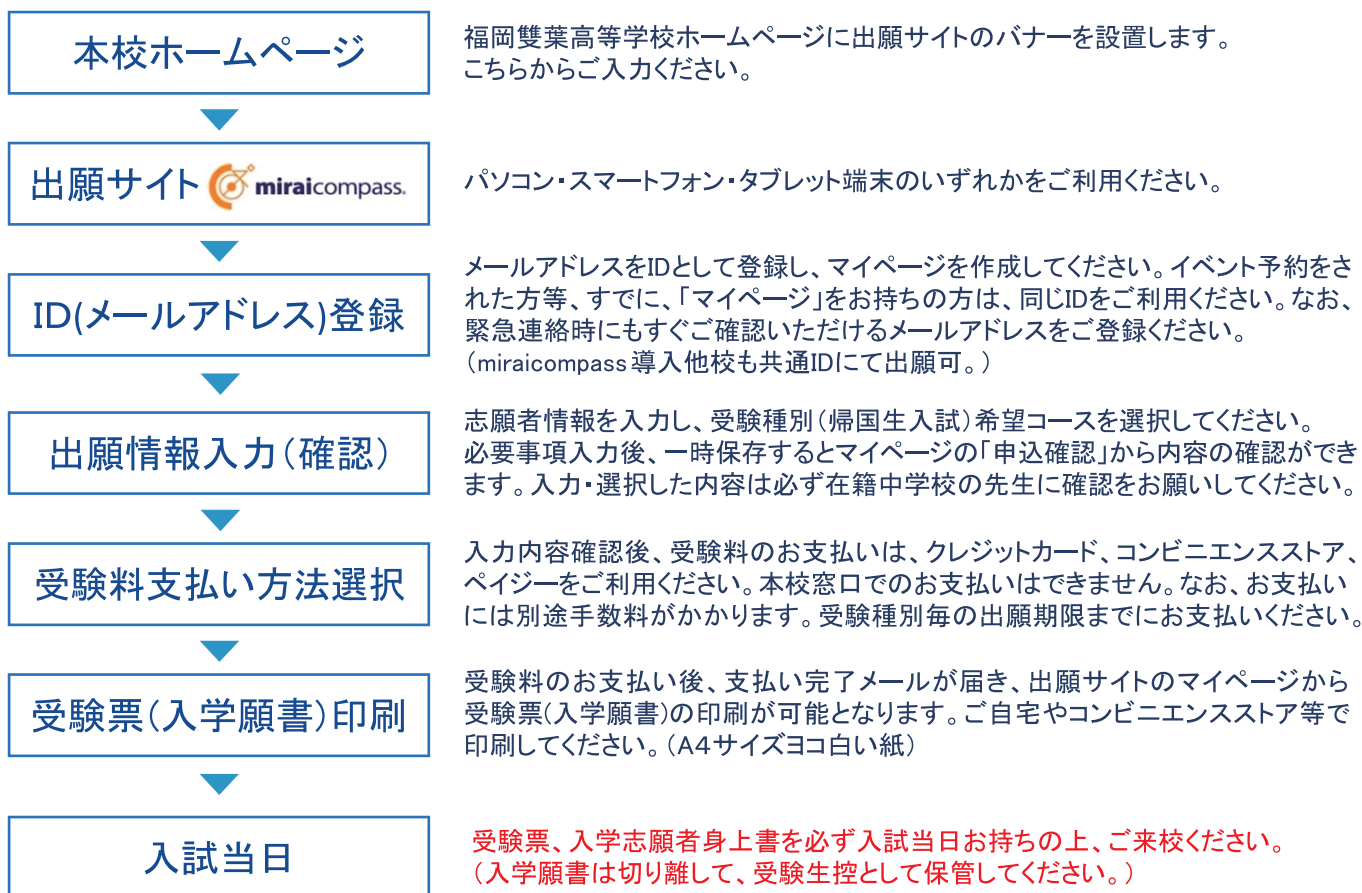 本校ホームページ
福岡雙葉高等学校ホームページに出願サイトのバナーを設置します。
こちらからご入力ください。
出願サイト miraicompass.
パソコン・スマートフォン・タブレット端末のいずれかをご利用ください。
ID(メールアドレス)登録
メールアドレスをIDとして登録し、マイページを作成してください。イベント予約をさ
れた方等、すでに、「マイページ」をお持ちの方は、同じIDをご利用ください。なお、
緊急連絡時にもすぐご確認いただけるメールアドレスをご登録ください。
（miraicompass 導入他校も共通IDにて出願可。）
出願情報入力（確認）
志願者情報を入力し、受験種別（帰国生入試）希望コースを選択してください。
必要事項入力後、一時保存するとマイページの「申込確認」から内容の確認ができ
ます。入力・選択した内容は必ず在籍中学校の先生に確認をお願いしてください。
受験料支払い方法選択
入力内容確認後、受験料のお支払いは、クレジットカード、コンビニエンスストア、
ペイジーをご利用ください。本校窓口でのお支払いはできません。なお、お支払い
には別途手数料がかかります。受験種別毎の出願期限までにお支払いください。
受験票(入学願書)印刷
受験料のお支払い後、支払い完了メールが届き、出願サイトのマイページから
受験票(入学願書)の印刷が可能となります。ご自宅やコンビニエンスストア等で
印刷してください。（A4サイズヨコ白い紙）
入試当日
受験票、入学志願者身上書を必ず入試当日お持ちの上、ご来校ください。
（入学願書は切り離して、受験生控として保管してください。）